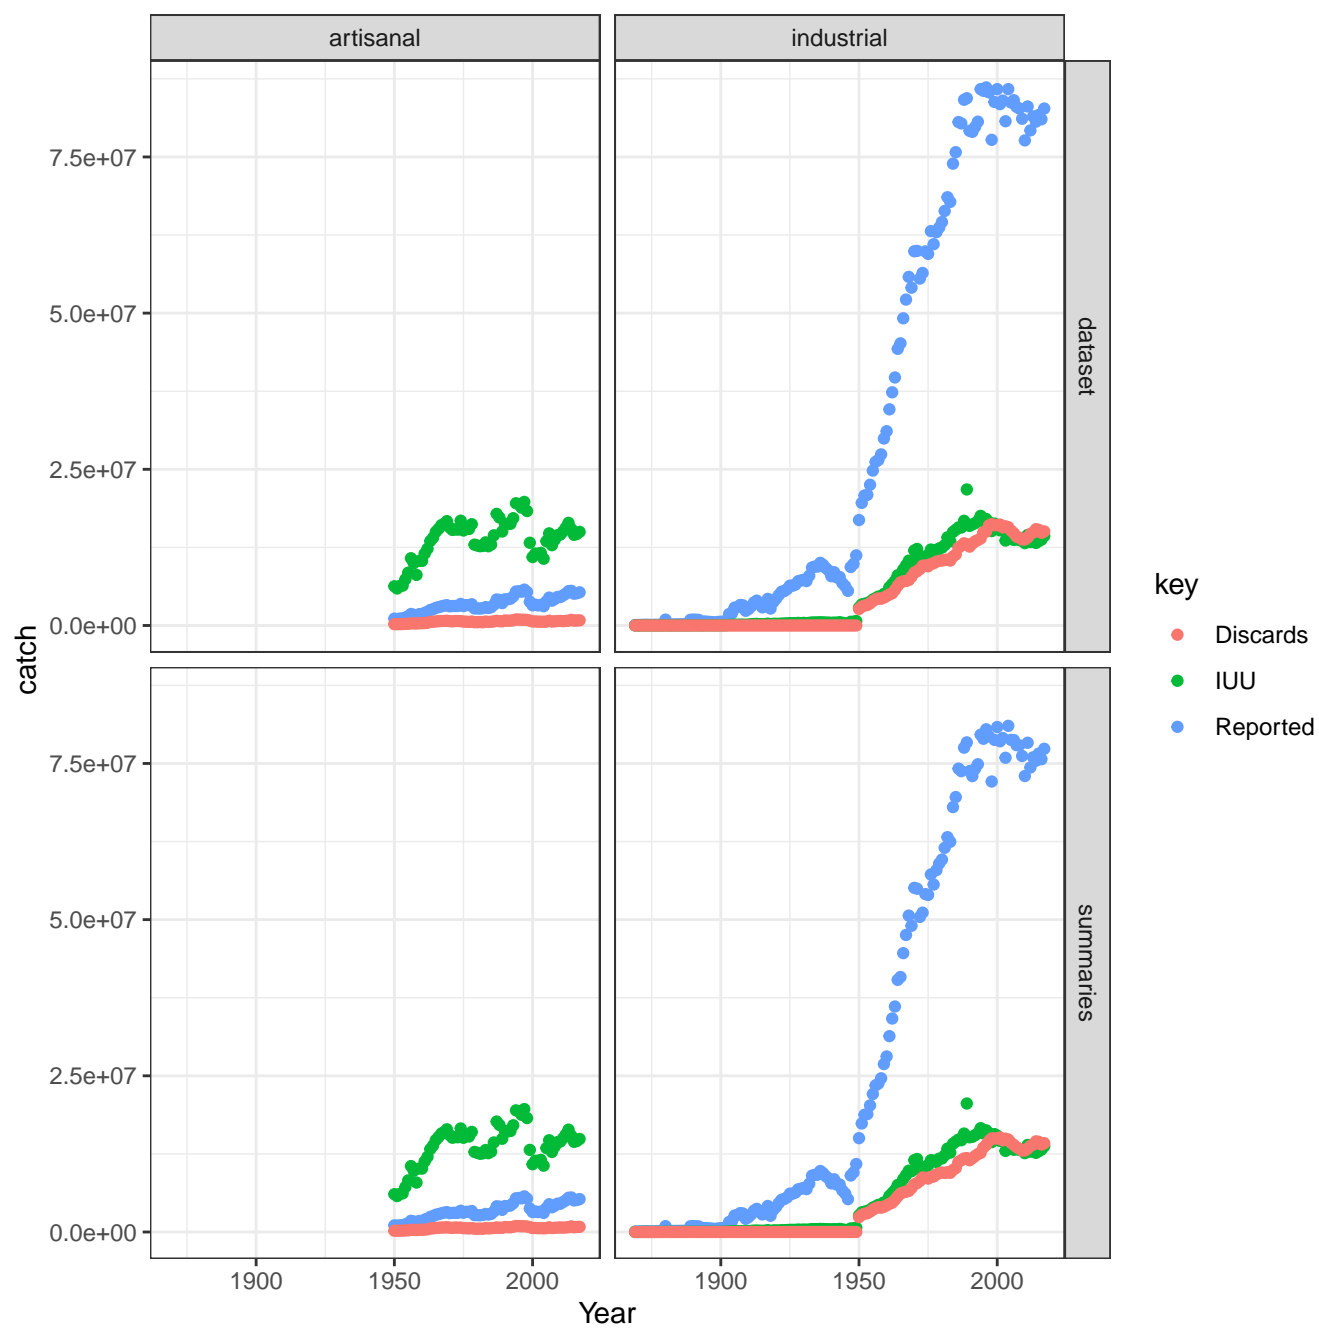 artisanal
industrial
7.5e+07
5.0e+07
2.5e+07
0.0e+00
dataset
7.5e+07
5.0e+07
2.5e+07
0.0e+00
summaries
catch
1900
1950
2000
1900
1950
2000
Year
key
Discards
IUU
Reported